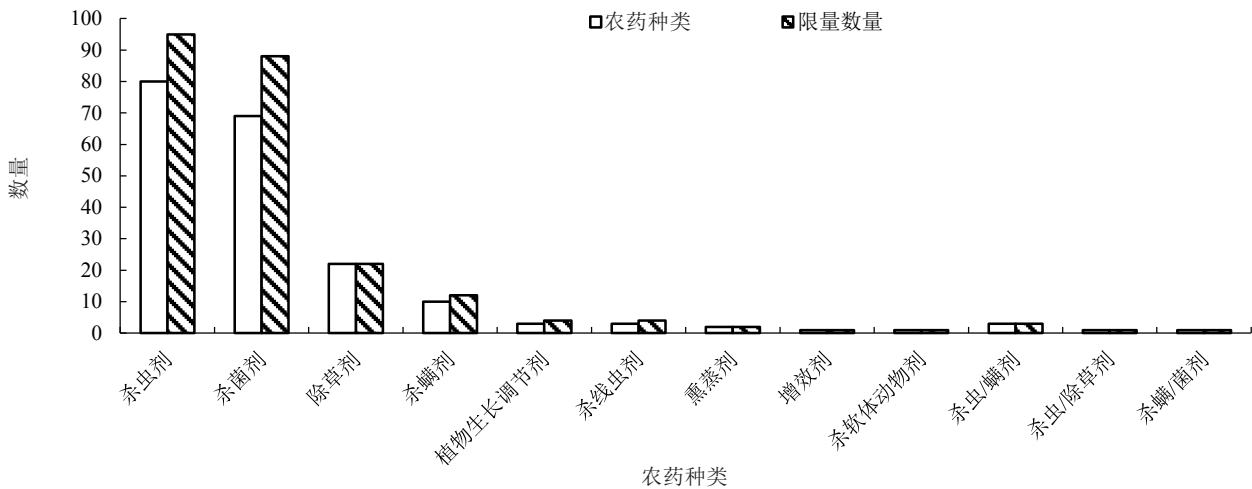 农药种类
限量数量
100
90
80
70
60
50
40
30
20
10
0
数量
杀虫剂
杀菌剂
除草剂
杀螨剂
植物生长调节剂
杀线虫剂
熏蒸剂
增效剂
杀软体动物剂
杀虫/螨剂
杀虫/除草剂
杀螨/菌剂
农药种类